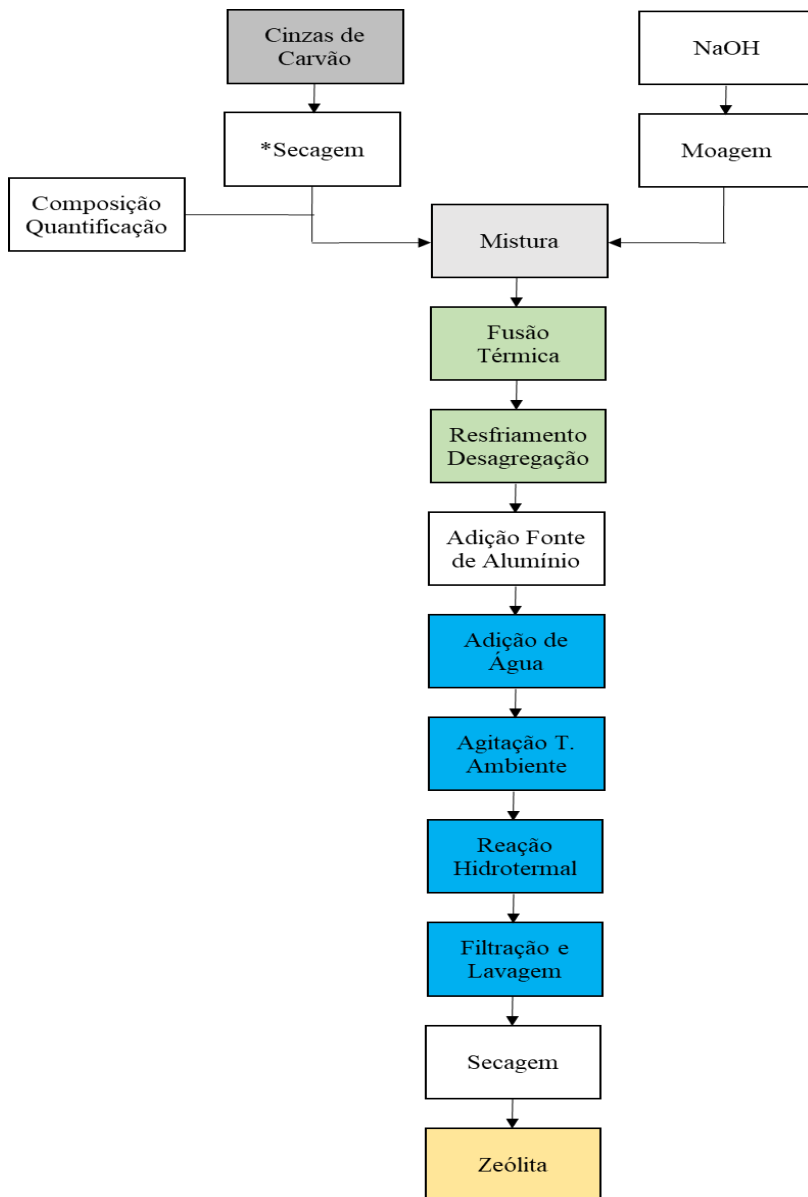 Cinzas de
Carvão
NaOH
*Secagem
Moagem
Composição
Quantificação
Mistura
Fusão
Térmica
Resfriamento
Desagregação
Adição Fonte
de Alumínio
Adição de
Água
Agitação T.
Ambiente
Reação
Hidrotermal
Filtração e
Lavagem
Secagem
Zeólita